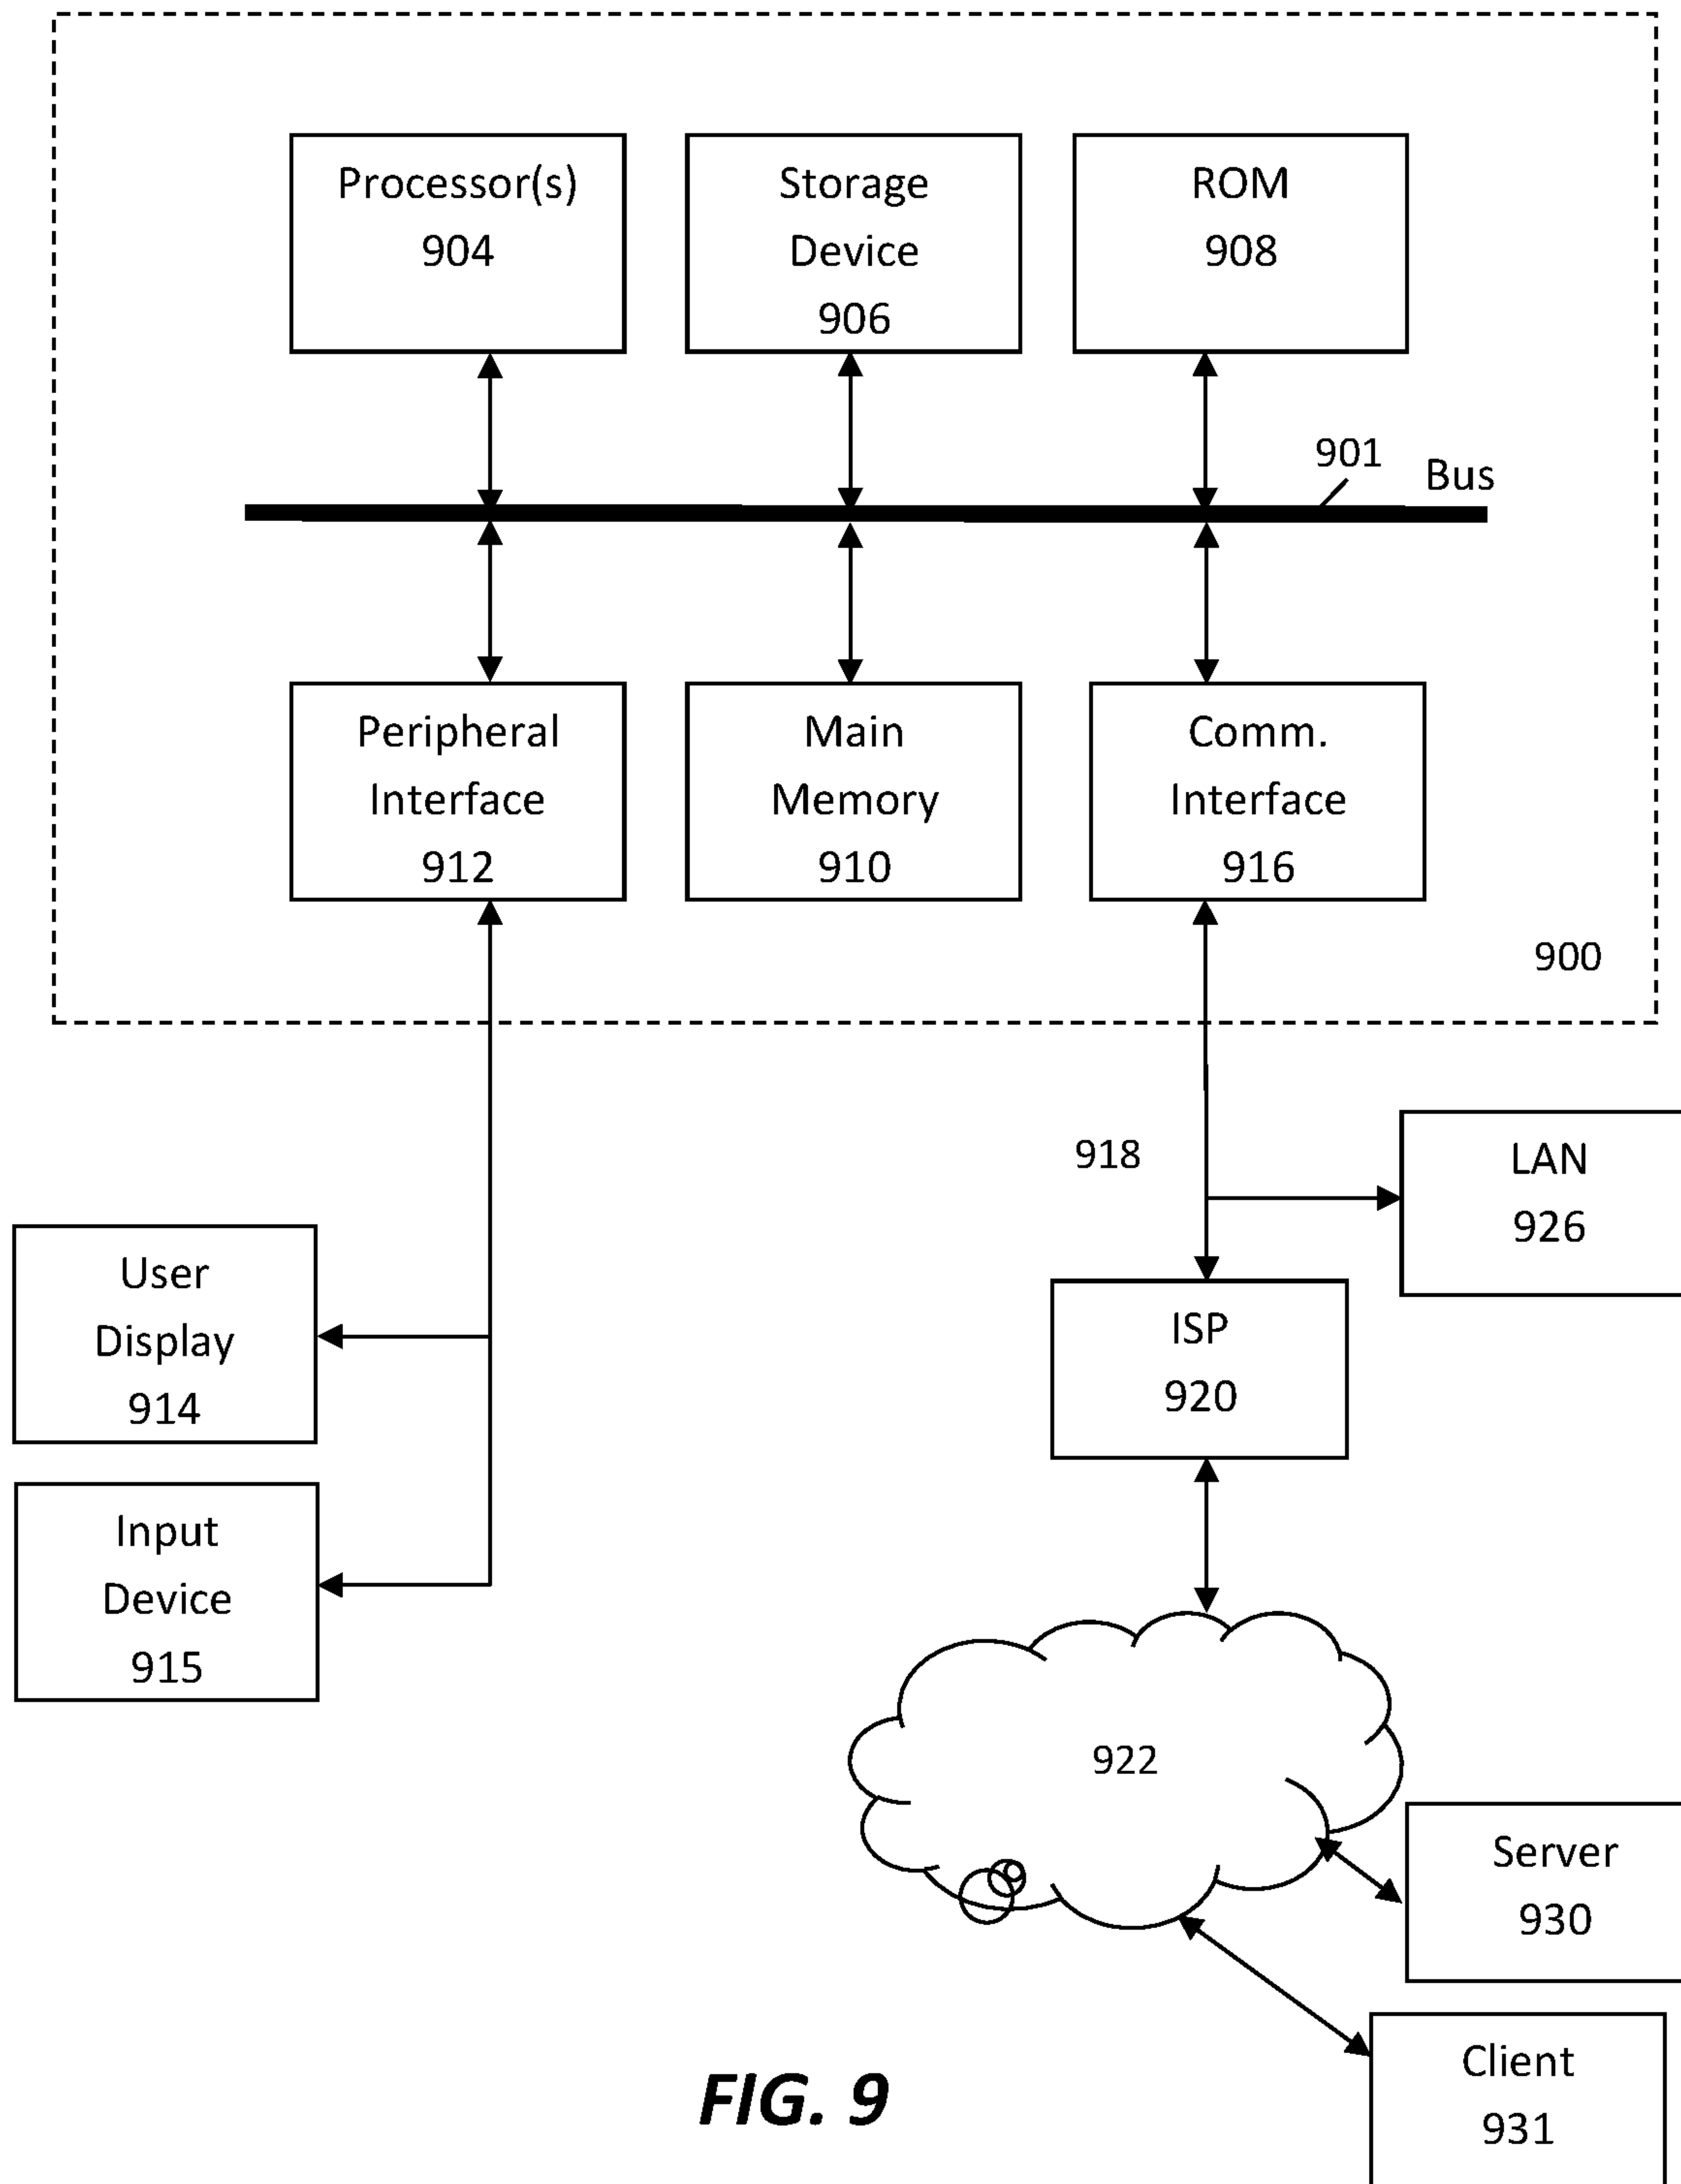 Processor(s)
904
Storage
Device
906
ROM
908
901
Bus
Peripheral
Interface
912
Main
Memory
910
Comm.
Interface
916
900
918
LAN
926
User
Display
914
ISP
920
Input
Device
915
922
Server
930
Client
931
FIG. 9